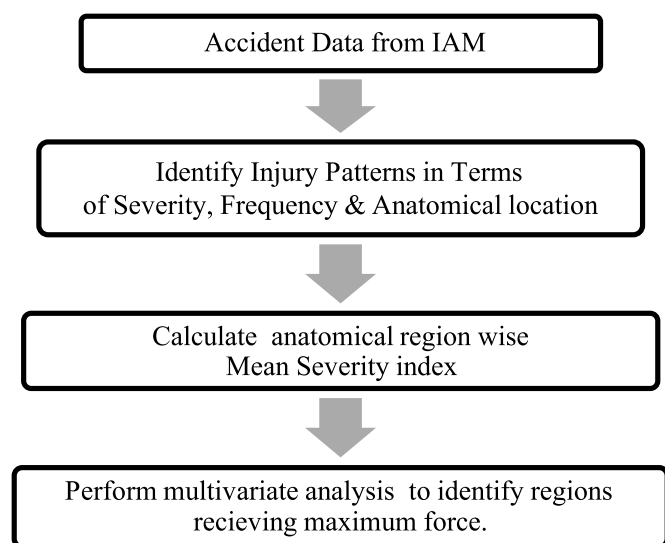 Accident Data from IAM
Identify Injury Patterns in Terms
of Severity, Frequency & Anatomical location
Calculate anatomical region wise
Mean Severity index
Perform multivariate analysis to identify regions
recieving maximum force.